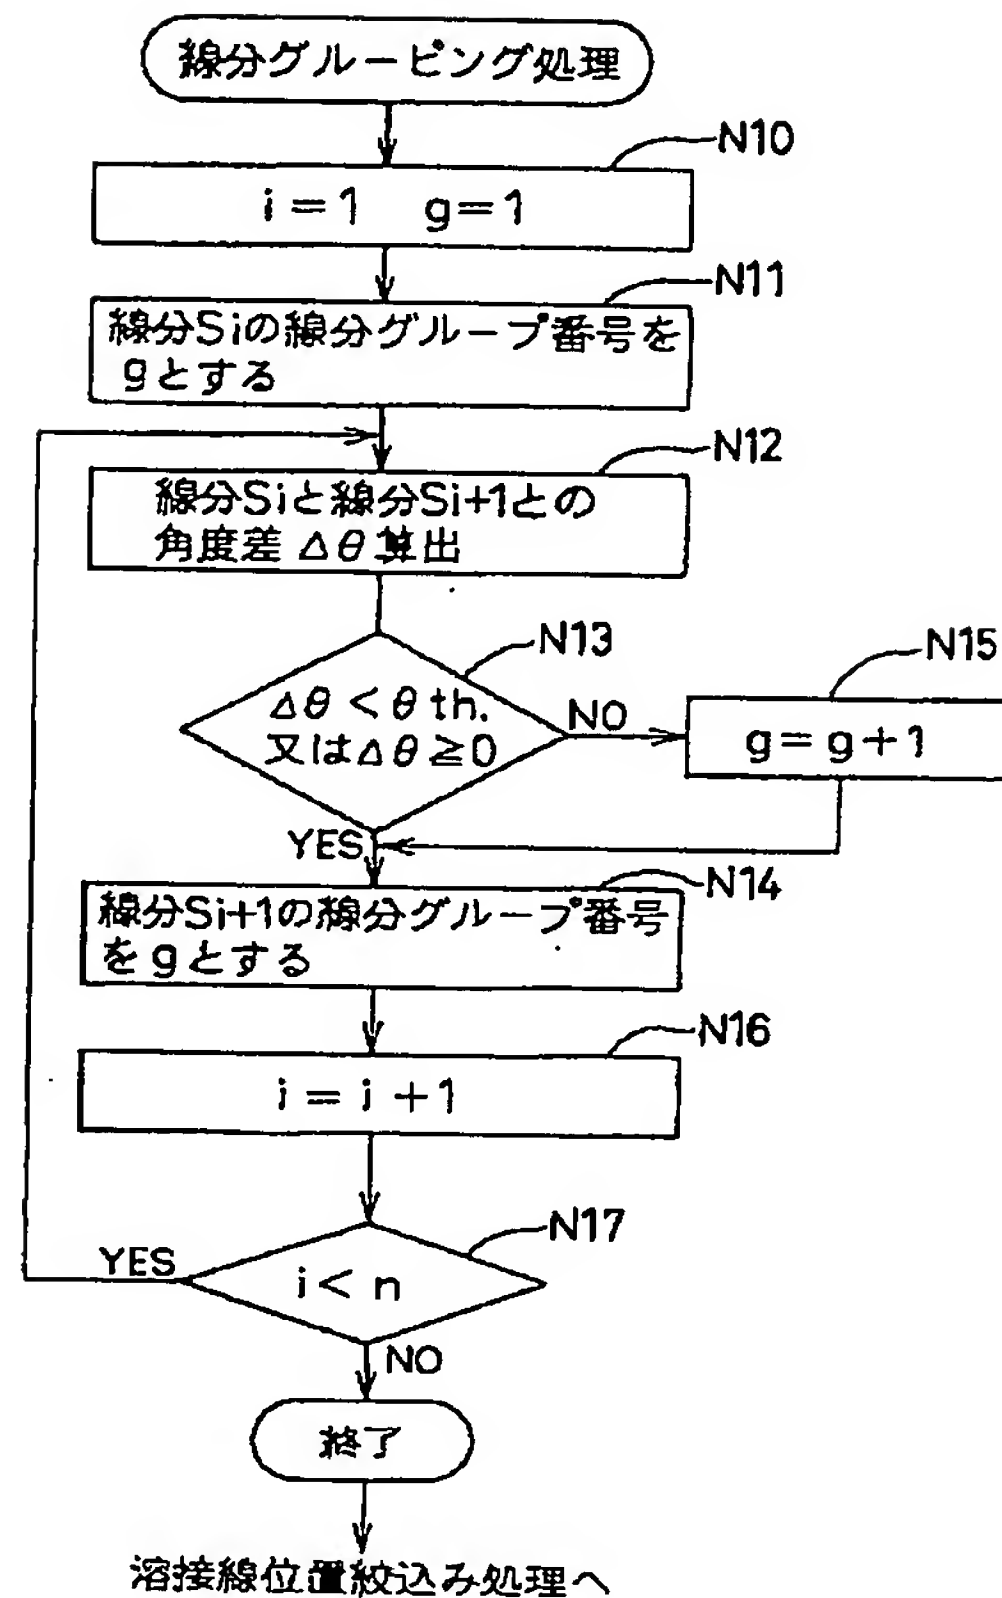 線分グルーピング処理
N10
i=1 g=1
N11
線分Siの線分グループ番号を
gとする
N12
線分Siと線分Si+1との
角度差 Δθ 算出
N13
Δθ<θth.
又はΔθ≧0
NO
N15
g=g+1
YES
N14
線分Si+1の線分グループ番号
をgとする
N16
i=i+1
N17
i<n
YES
NO
終了
溶接線位置絞込み処理へ